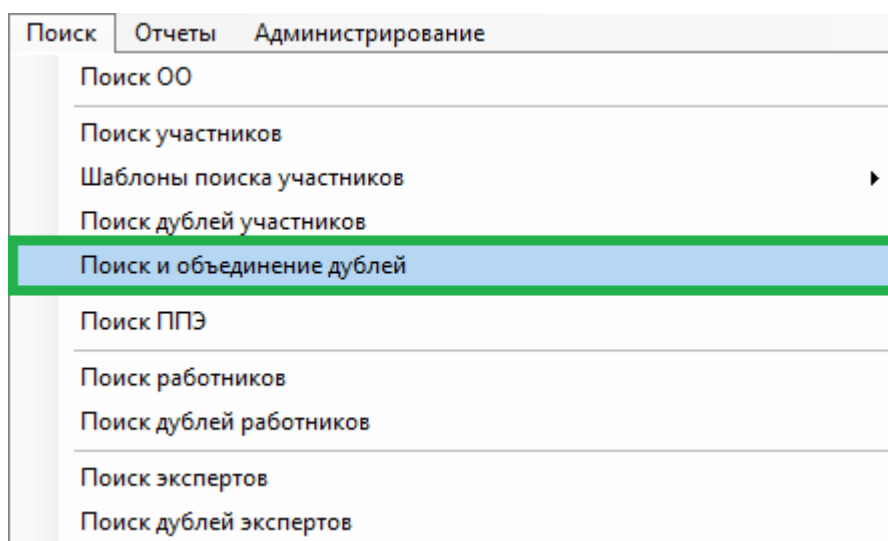 Поиск Отчеты Администрирование
Поиск ОО
Поиск участников
Шаблоны поиска участников
Поиск дублей участников
Поиск и объединение дублей
Поиск ППЭ
Поиск работников
Поиск дублей работников
Поиск экспертов
Поиск дублей экспертов